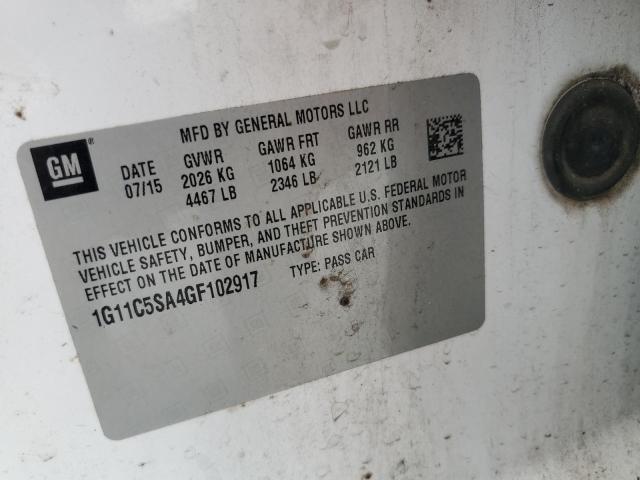 MFD BY GENERAL MOTORS LLC
GM ®
DATE GVWR GAWR FRT GAWR RR
07/15 2026 KG 1064 KG 962 KG
4467 LB 2346 LB 2121 LB
THIS VEHICLE CONFORMS TO ALL APPLICABLE U.S. FEDERAL MOTOR
VEHICLE SAFETY, BUMPER, AND THEFT PREVENTION STANDARDS IN
EFFECT ON THE DATE OF MANUFACTURE SHOWN ABOVE.
1G11C5SA4GF102917 TYPE: PASS CAR